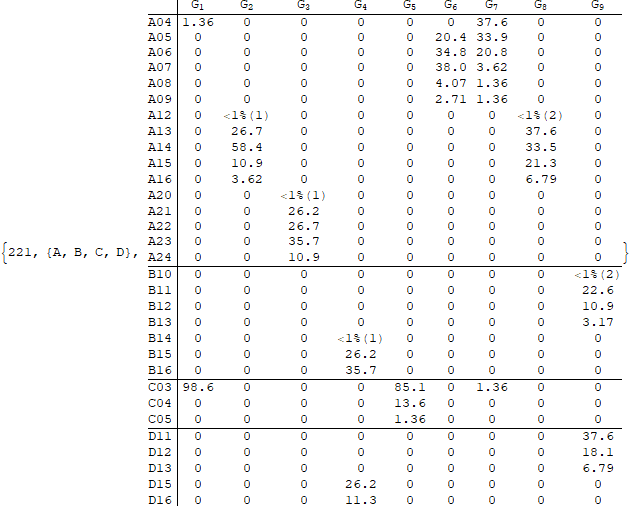 G₁ G₂ G₃ G₄ G₅ G₆ G₇ G₈ G₉
A04 1.36 0 0 0 0 0 37.6 0 0
A05 0 0 0 0 0 20.4 33.9 0 0
A06 0 0 0 0 0 34.8 20.8 0 0
A07 0 0 0 0 0 38.0 3.62 0 0
A08 0 0 0 0 0 4.07 1.36 0 0
A09 0 0 0 0 0 2.71 1.36 0 0
A12 0 <1%(1) 0 0 0 0 0 <1%(2) 0
A13 0 26.7 0 0 0 0 0 37.6 0
A14 0 58.4 0 0 0 0 0 33.5 0
A15 0 10.9 0 0 0 0 0 21.3 0
A16 0 3.62 0 0 0 0 0 6.79 0
A20 0 0 <1%(1) 0 0 0 0 0 0
A21 0 0 26.2 0 0 0 0 0 0
A22 0 0 26.7 0 0 0 0 0 0
A23 0 0 35.7 0 0 0 0 0 0
{221, {A, B, C, D}, A24 0 0 10.9 0 0 0 0 0 0 }
B10 0 0 0 0 0 0 0 0 <1%(2)
B11 0 0 0 0 0 0 0 0 22.6
B12 0 0 0 0 0 0 0 0 10.9
B13 0 0 0 0 0 0 0 0 3.17
B14 0 0 0 <1%(1) 0 0 0 0 0
B15 0 0 0 26.2 0 0 0 0 0
B16 0 0 0 35.7 0 0 0 0 0
C03 98.6 0 0 0 85.1 0 1.36 0 0
C04 0 0 0 0 13.6 0 0 0 0
C05 0 0 0 0 1.36 0 0 0 0
D11 0 0 0 0 0 0 0 0 37.6
D12 0 0 0 0 0 0 0 0 18.1
D13 0 0 0 0 0 0 0 0 6.79
D15 0 0 0 26.2 0 0 0 0 0
D16 0 0 0 11.3 0 0 0 0 0